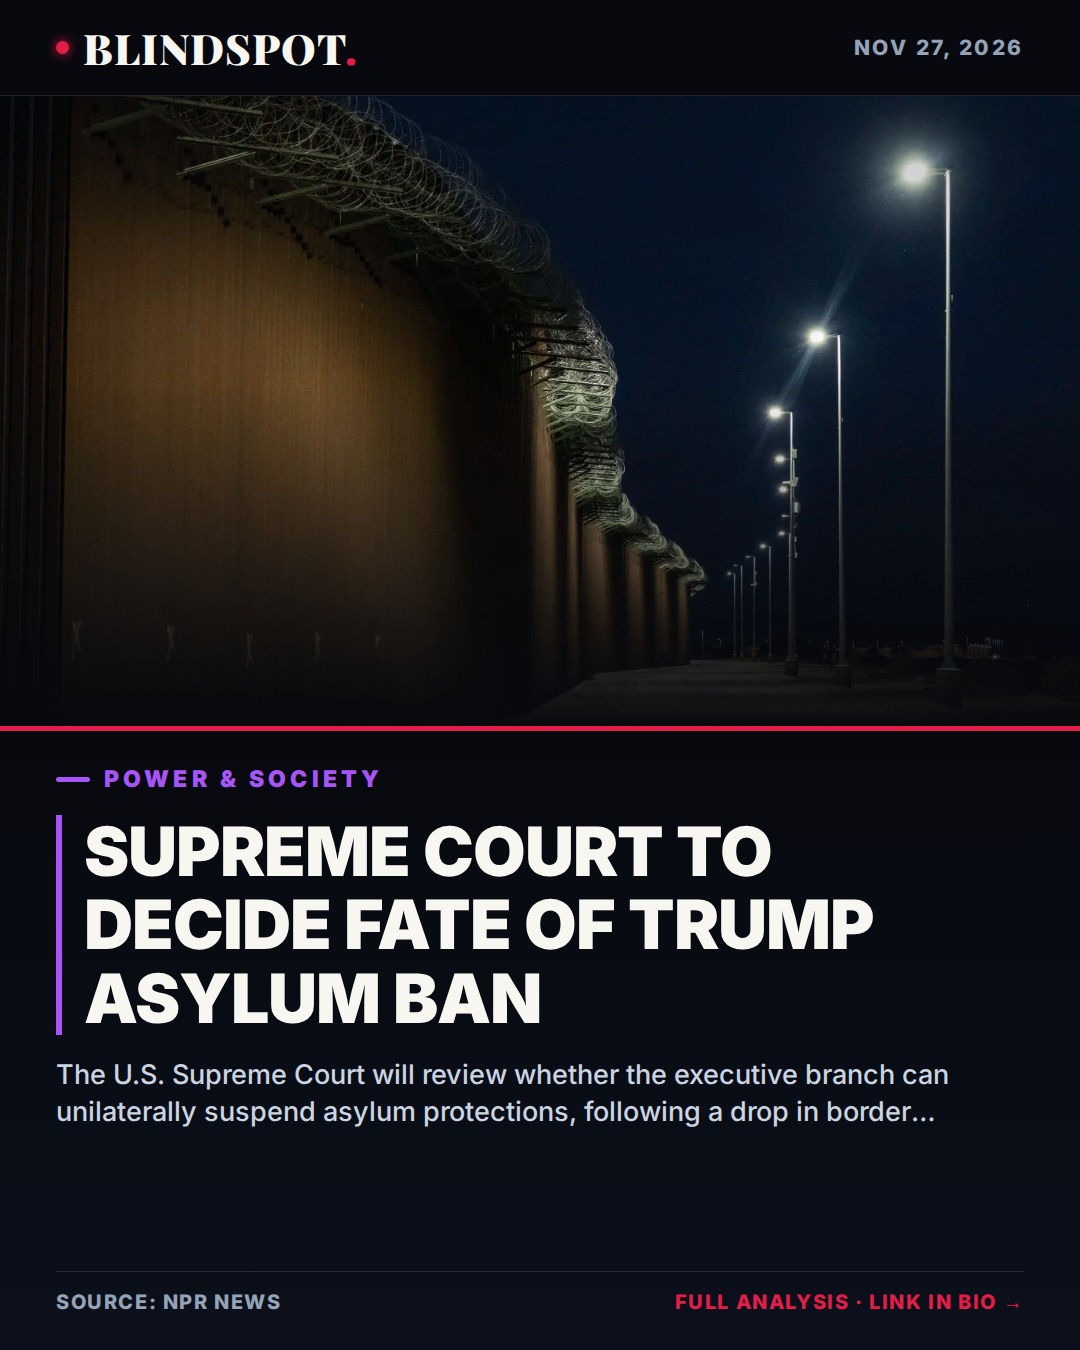 BLINDSPOT.
NOV 27, 2026
POWER & SOCIETY
SUPREME COURT TO
DECIDE FATE OF TRUMP
ASYLUM BAN
The U.S. Supreme Court will review whether the executive branch can
unilaterally suspend asylum protections, following a drop in border...
SOURCE: NPR NEWS
FULL ANALYSIS · LINK IN BIO →